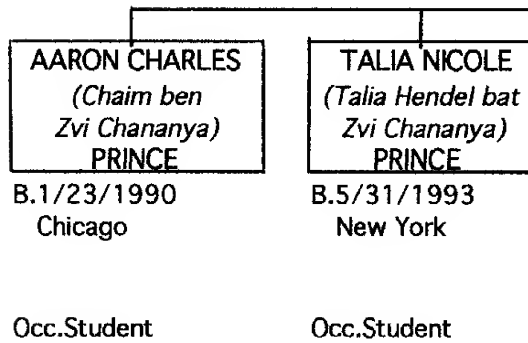 AARON CHARLES
(Chaim ben
Zvi Chananya)
PRINCE
B.1/23/1990
Chicago
Occ.Student
TALIA NICOLE
(Talia Hendel bat
Zvi Chananya)
PRINCE
B.5/31/1993
New York
Occ.Student